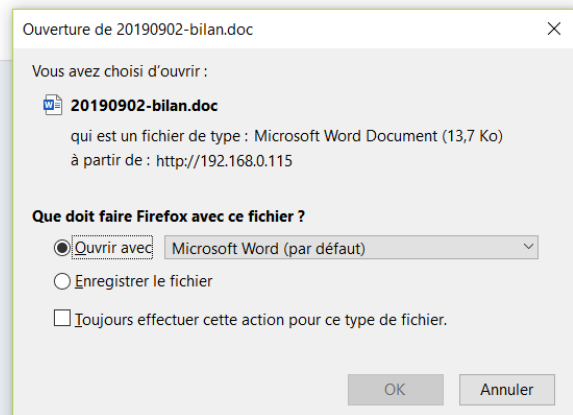 Ouverture de 20190902-bilan.doc
Vous avez choisi d’ouvrir :
20190902-bilan.doc
qui est un fichier de type : Microsoft Word Document (13,7 Ko)
à partir de : http://192.168.0.115
Que doit faire Firefox avec ce fichier ?
Ouvrir avec Microsoft Word (par défaut)
Enregistrer le fichier
Toujours effectuer cette action pour ce type de fichier.
OK Annuler